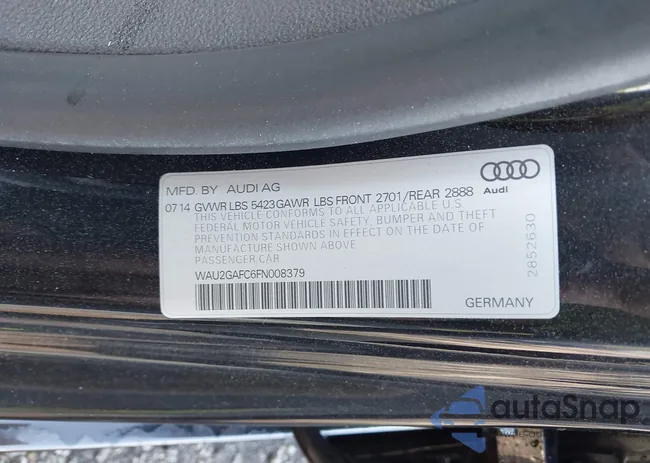 MFD. BY AUDI AG
Audi
07 14 GVWR LBS 5423 GAWR LBS FRONT 2701/REAR 2888
THIS VEHICLE CONFORMS TO ALL APPLICABLE U.S.
FEDERAL MOTOR VEHICLE SAFETY, BUMPER AND THEFT
PREVENTION STANDARDS IN EFFECT ON THE DATE OF
MANUFACTURE SHOWN ABOVE
PASSENGER CAR
WAU2GAFC6FN008379
GERMANY
2852630
autoSnap